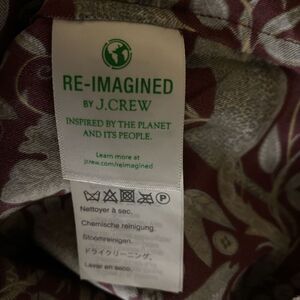 RE-IMAGINED
BY J.CREW
INSPIRED BY THE PLANET
AND ITS PEOPLE.
Learn more at
jcrew.com/reimagined
Nettoyer à sec.
Chemische reinigung.
Stoomreinigen.
ドライクリーニング。
Lavar en seco.